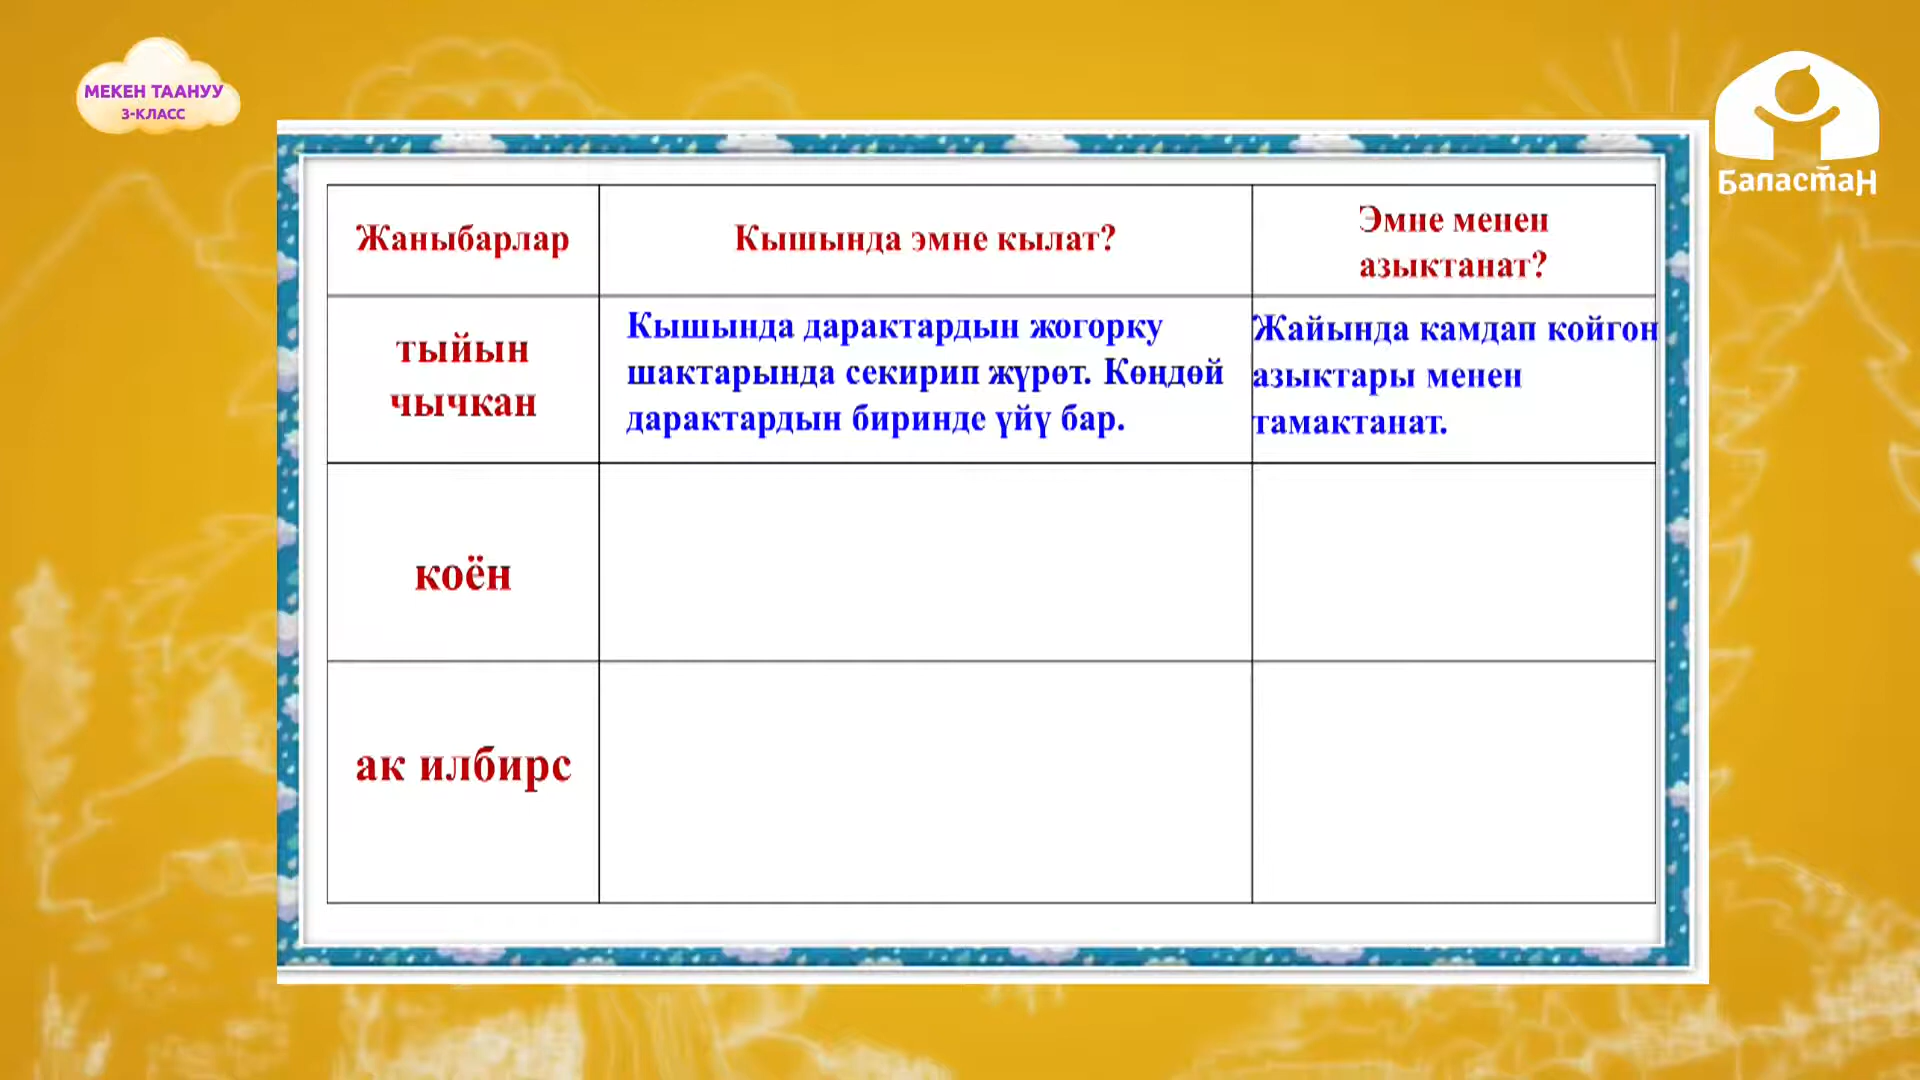 МЕКЕН ТААНУУ
3-КЛАСС
Баластан
Жаныбарлар
Кышында эмне кылат?
Эмне менен
азыктанат?
тыйын
чычкан
Кышында дарактардын жогорку
шактарында секирип жүрөт. Көңдөй
дарактардын биринде үйү бар.
Жайында камдап койгон
азыктары менен
тамактанат.
коён
ак илбирс